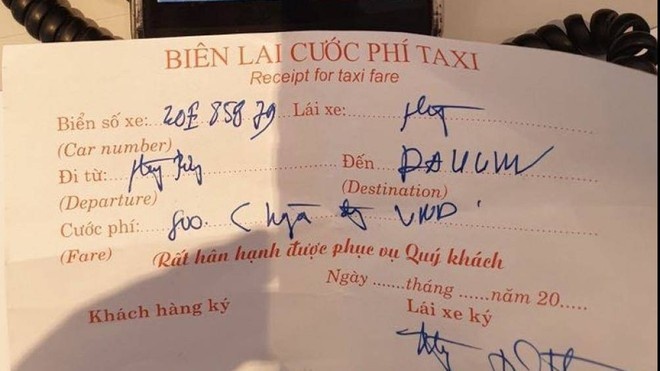 BIÊN LAI CƯỚC PHÍ TAXI
Receipt for taxi fare
Biển số xe: 20E 858 79 Lái xe:
(Car number)
Đi từ: Đến
(Departure) (Destination)
Cước phí: 800. VNĐ
(Fare) Rất hân hạnh được phục vụ Quý khách
Ngày .......tháng ......năm 20.....
Khách hàng ký Lái xe ký